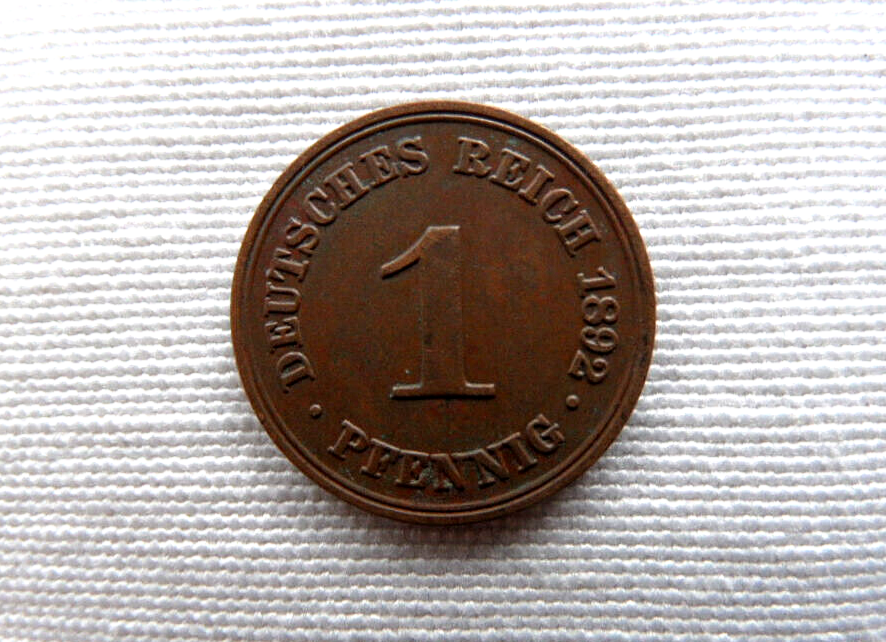 DEUTSCHES REICH 1892
1
• PFENNIG •